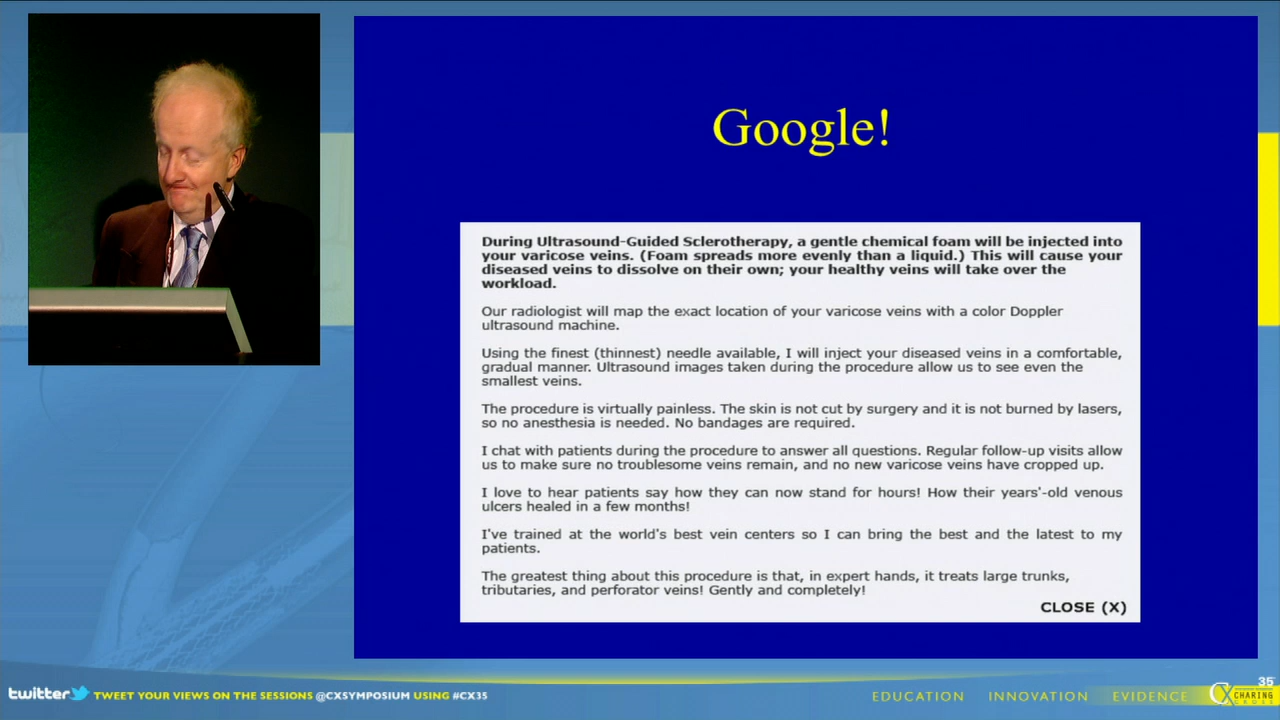 Google!
During Ultrasound-Guided Sclerotherapy, a gentle chemical foam will be injected into
your varicose veins. (Foam spreads more evenly than a liquid.) This will cause your
diseased veins to dissolve on their own; your healthy veins will take over the
workload.
Our radiologist will map the exact location of your varicose veins with a color Doppler
ultrasound machine.
Using the finest (thinnest) needle available, I will inject your diseased veins in a comfortable,
gradual manner. Ultrasound images taken during the procedure allow us to see even the
smallest veins.
The procedure is virtually painless. The skin is not cut by surgery and it is not burned by lasers,
so no anesthesia is needed. No bandages are required.
I chat with patients during the procedure to answer all questions. Regular follow-up visits allow
us to make sure no troublesome veins remain, and no new varicose veins have cropped up.
I love to hear patients say how they can now stand for hours! How their years'-old venous
ulcers healed in a few months!
I've trained at the world's best vein centers so I can bring the best and the latest to my
patients.
The greatest thing about this procedure is that, in expert hands, it treats large trunks,
tributaries, and perforator veins! Gently and completely!
CLOSE (X)
twitter TWEET YOUR VIEWS ON THE SESSIONS @CXSYMPOSIUM USING #CX35
EDUCATION INNOVATION EVIDENCE
35
CX CHARING
CROSS